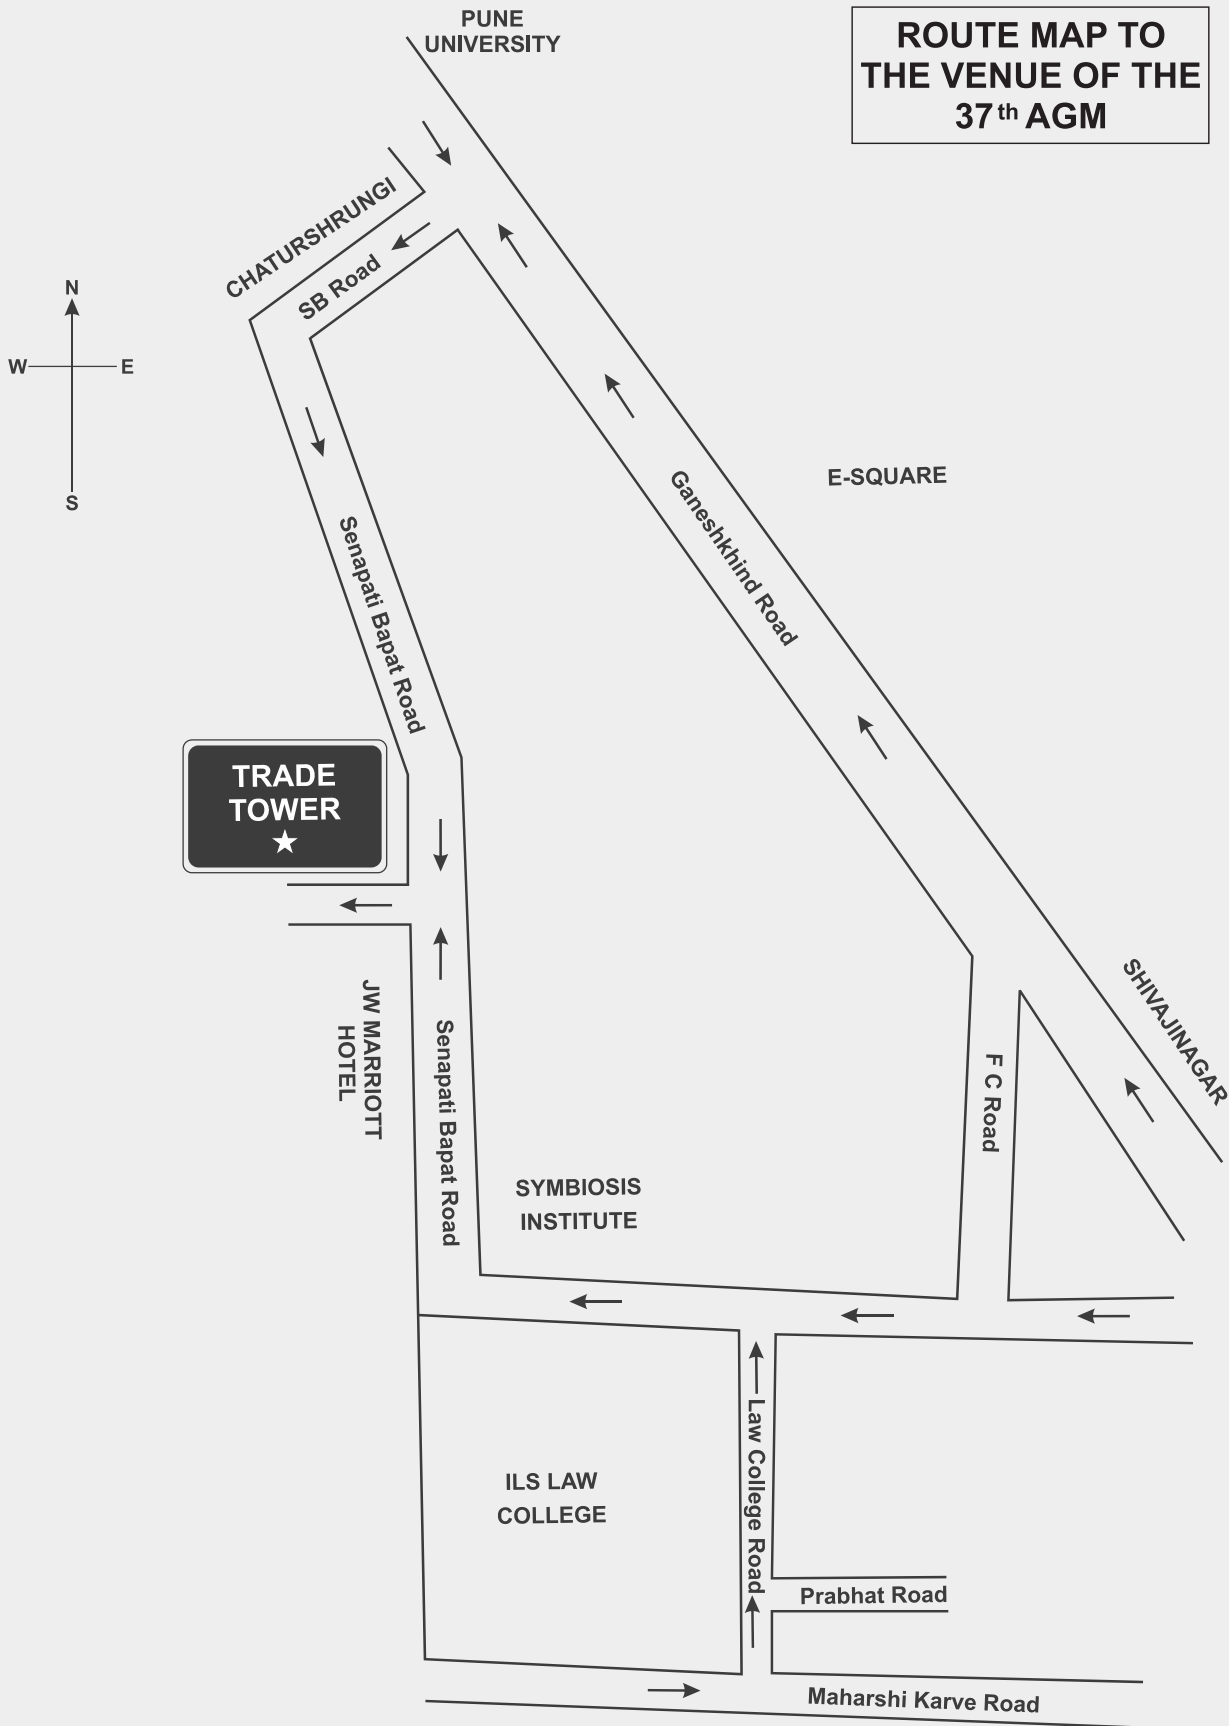 PUNE
UNIVERSITY
ROUTE MAP TO
THE VENUE OF THE
37th AGM
CHATURSHRUNGI
SB Road
N
W
E
S
E-SQUARE
Ganeshkhind Road
Senapati Bapat Road
TRADE
TOWER
SHIVAJINAGAR
JW MARRIOTT
HOTEL
Senapati Bapat Road
F C Road
SYMBIOSIS
INSTITUTE
Law College Road
ILS LAW
COLLEGE
Prabhat Road
Maharshi Karve Road